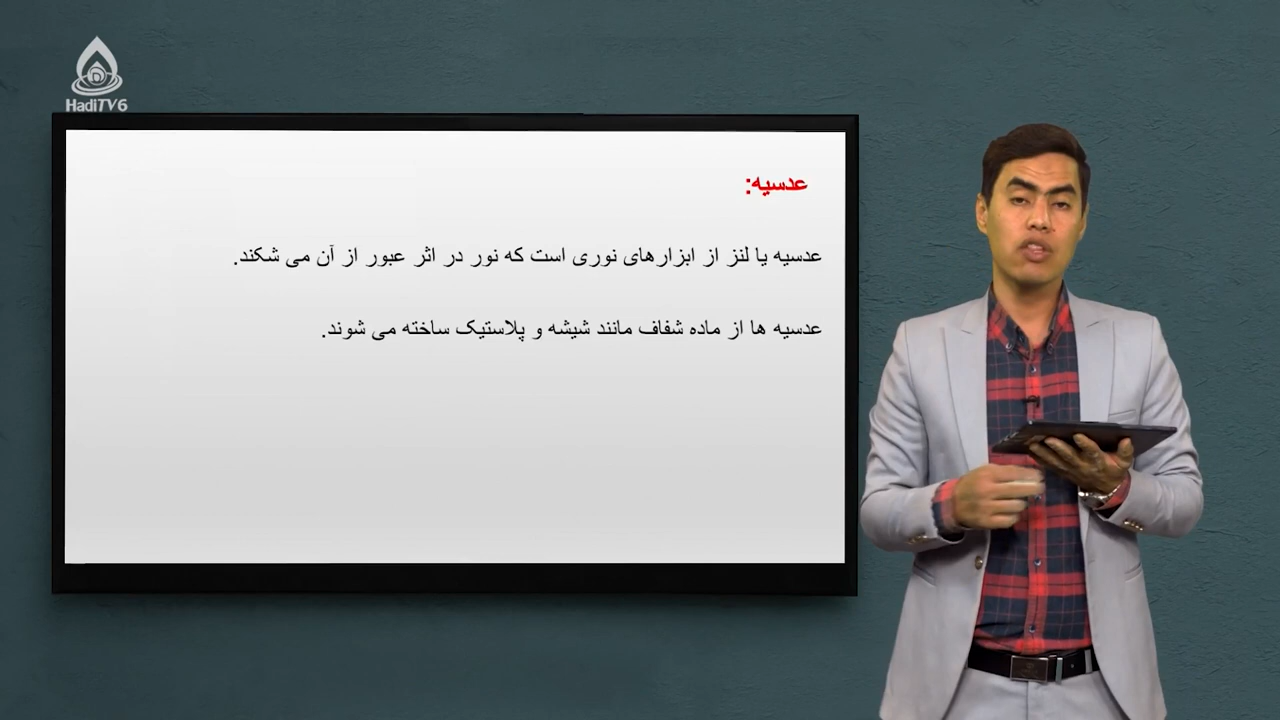 HadiTV6
عدسیه:
عدسیه یا لنز از ابزارهای نوری است که نور در اثر عبور از آن می شکند.
عدسیه ها از ماده شفاف مانند شیشه و پلاستیک ساخته می شوند.